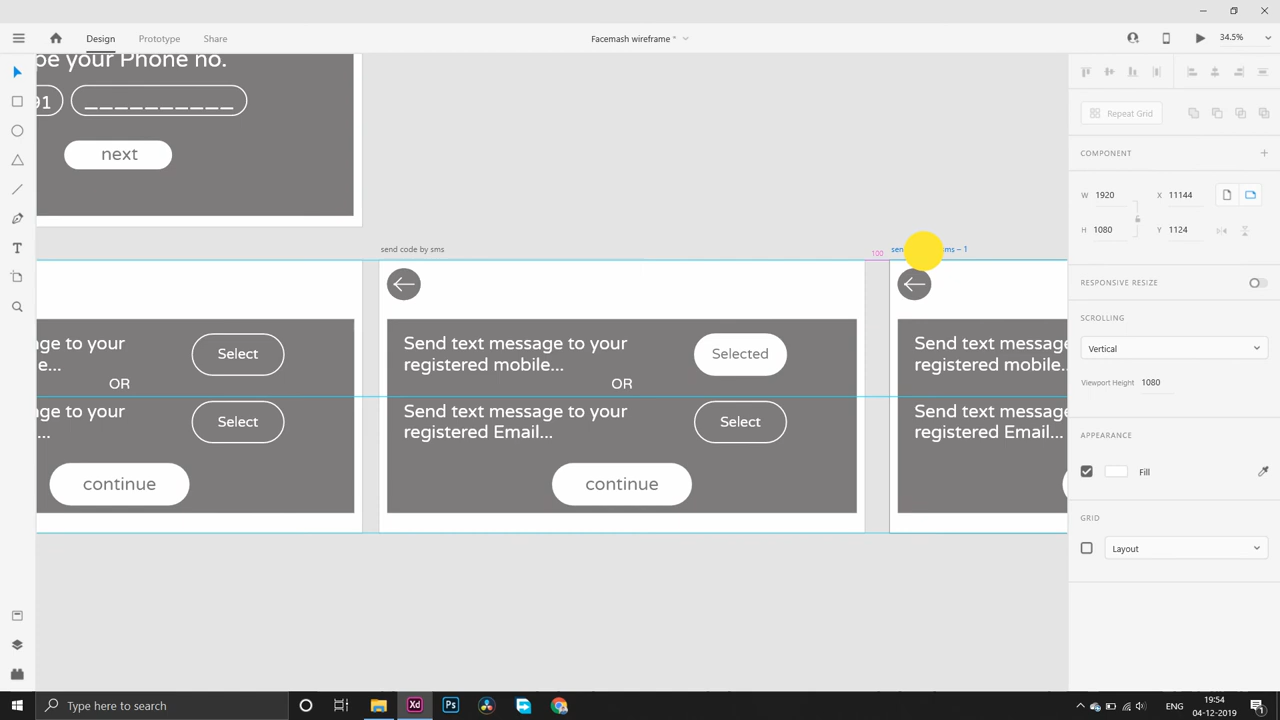 Design
Prototype
Share
Facemash wireframe *
34.5%
pe your Phone no.
91
__________
next
Repeat Grid
COMPONENT
W 1920
X 11144
H 1080
Y 1124
RESPONSIVE RESIZE
SCROLLING
Vertical
Viewport Height 1080
APPEARANCE
Fill
GRID
Layout
send code by sms
100
ms – 1
ge to your
e...
Select
OR
ge to your
...
Select
continue
Send text message to your
registered mobile...
Selected
OR
Send text message to your
registered Email...
Select
continue
Send text message
registered mobile...
Send text message
registered Email...
Type here to search
Xd
Ps
ENG
19:54
04-12-2019
1